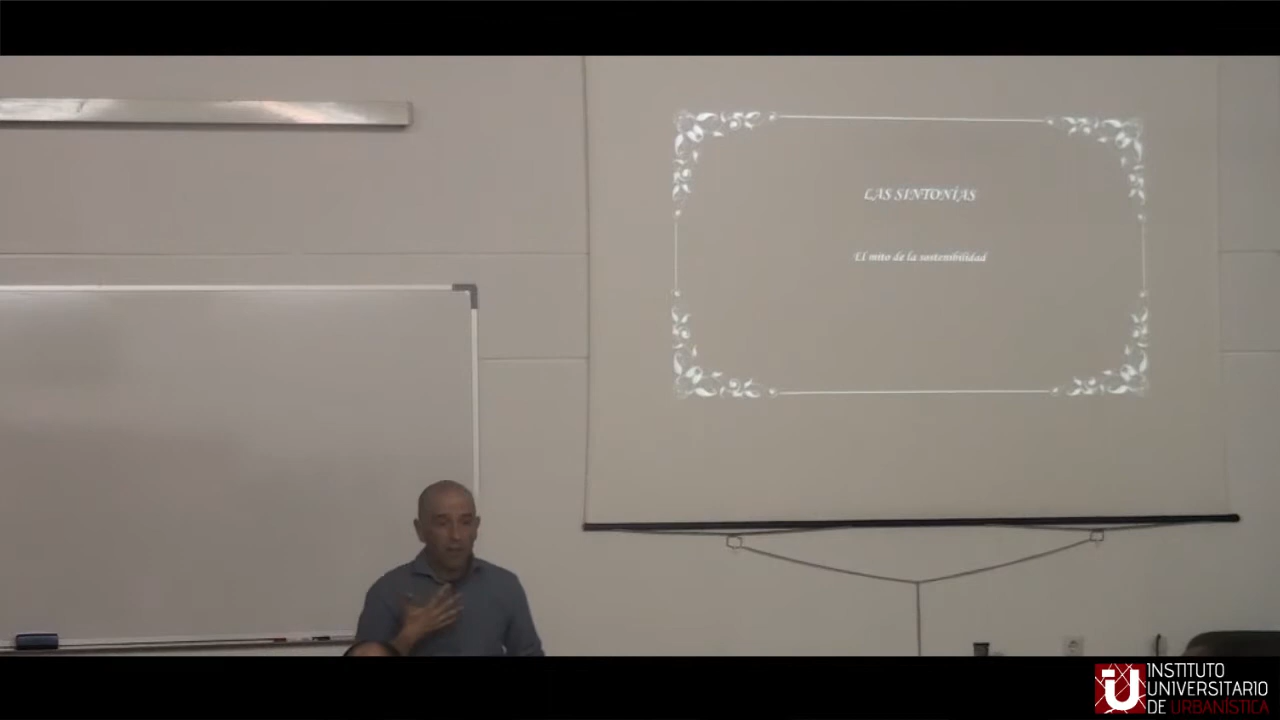 LAS SINTONÍAS
El mito de la sostenibilidad
INSTITUTO
UNIVERSITARIO
DE URBANÍSTICA